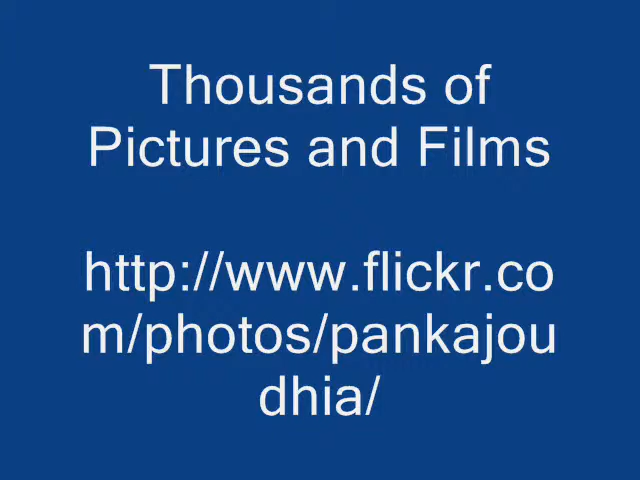 Thousands of
Pictures and Films
http://www.flickr.co
m/photos/pankajou
dhia/